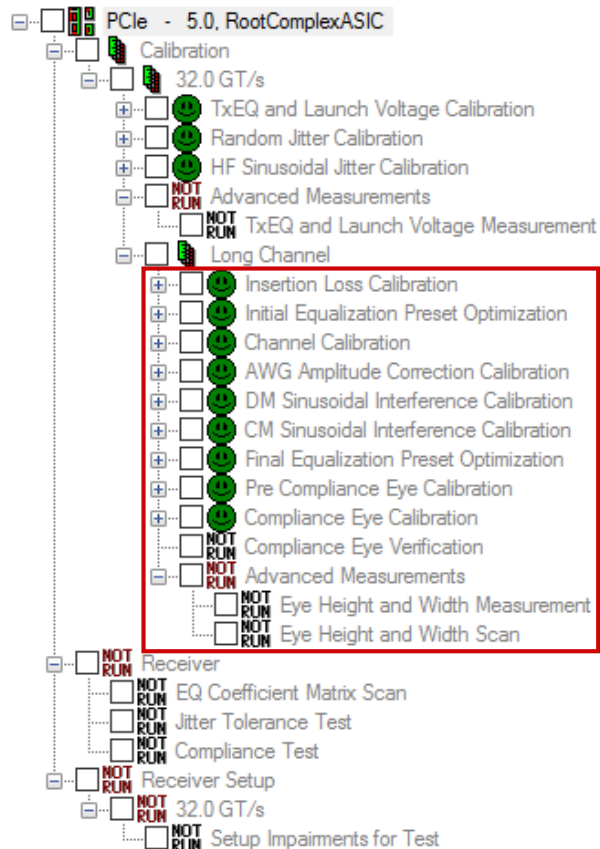 PCIe - 5.0, RootComplexASIC
Calibration
32.0 GT/s
TxEQ and Launch Voltage Calibration
Random Jitter Calibration
HF Sinusoidal Jitter Calibration
NOT RUN Advanced Measurements
NOT RUN TxEQ and Launch Voltage Measurement
Long Channel
Insertion Loss Calibration
Initial Equalization Preset Optimization
Channel Calibration
AWG Amplitude Correction Calibration
DM Sinusoidal Interference Calibration
CM Sinusoidal Interference Calibration
Final Equalization Preset Optimization
Pre Compliance Eye Calibration
Compliance Eye Calibration
NOT RUN Compliance Eye Verification
NOT RUN Advanced Measurements
NOT RUN Eye Height and Width Measurement
NOT RUN Eye Height and Width Scan
NOT RUN Receiver
NOT RUN EQ Coefficient Matrix Scan
NOT RUN Jitter Tolerance Test
NOT RUN Compliance Test
NOT RUN Receiver Setup
NOT RUN 32.0 GT/s
NOT RUN Setup Impairments for Test